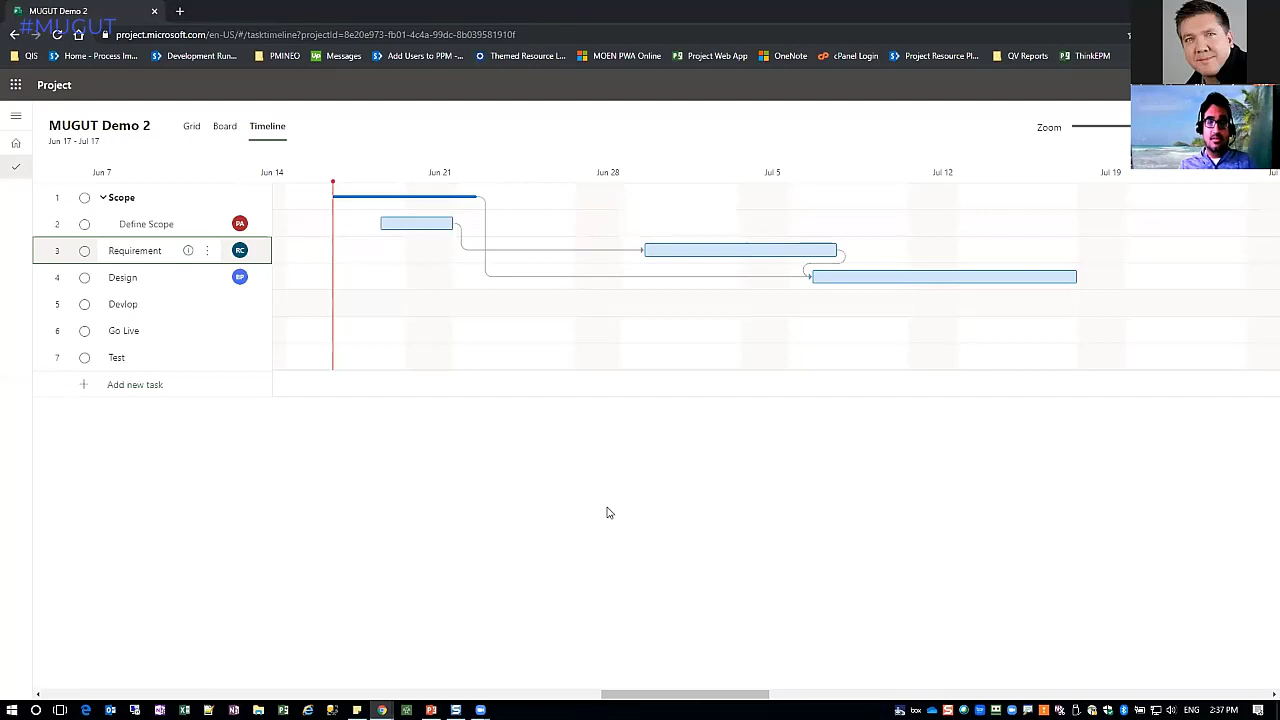 MUGUT Demo 2
#MUGUT
project.microsoft.com/en-US/#/tasktimeline?projectId=8e20e973-fb01-4c4a-99dc-8b039581910f
QIS
Home - Process Im...
Development Run...
PMINEO
Messages
Add Users to PPM -...
Themed Resource L...
MOEN PWA Online
Project Web App
OneNote
cPanel Login
Project Resource Pl...
QV Reports
ThinkEPM
Project
MUGUT Demo 2
Grid
Board
Timeline
Zoom
Jun 17 - Jul 17
Jun 7
Jun 14
Jun 21
Jun 28
Jul 5
Jul 12
Jul 19
1 Scope
2 Define Scope PA
3 Requirement RC
4 Design BP
5 Devlop
6 Go Live
7 Test
Add new task
box
2:37 PM